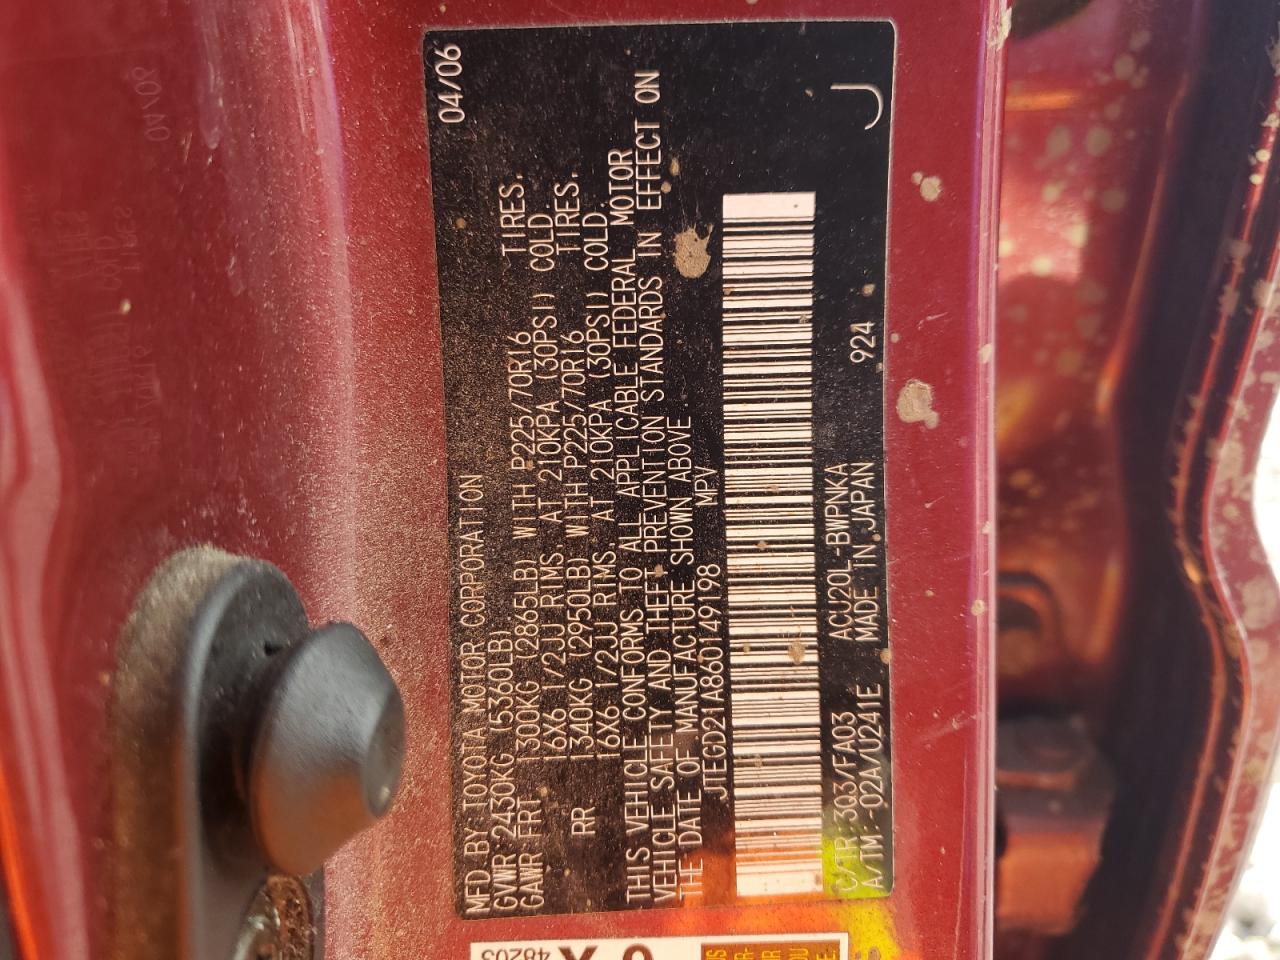 MFD BY TOYOTA MOTOR CORPORATION 04/06
GVWR 2430KG (5360LB)
GAWR FRT 1300KG (2865LB) WITH P225/70R16 TIRES.
16X6 1/2JJ RIMS. AT 210KPA (30PSI) COLD.
RR 1340KG (2950LB) WITH P225/70R16 TIRES.
16X6 1/2JJ RIMS. AT 210KPA (30PSI) COLD.
THIS VEHICLE CONFORMS TO ALL APPLICABLE FEDERAL MOTOR
VEHICLE SAFETY AND THEFT PREVENTION STANDARDS IN EFFECT ON
THE DATE OF MANUFACTURE SHOWN ABOVE
JTEGD21A860149798 MPV
C/TR:3Q3/FA03 ACU20L-BWPNKA
A/TM:-02A/U241E MADE IN JAPAN 924
J
48203